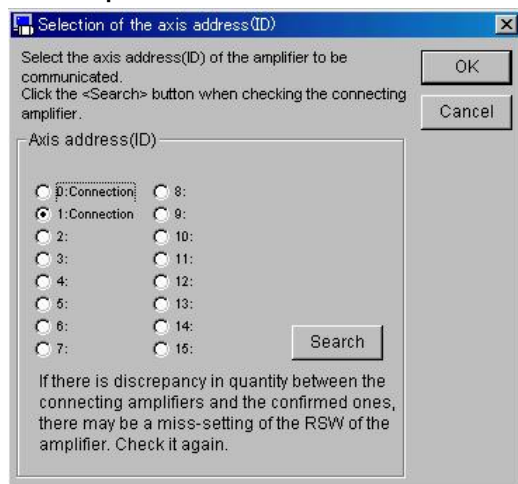 Selection of the axis address(ID)
Select the axis address(ID) of the amplifier to be
communicated.
Click the <Search> button when checking the connecting
amplifier.
OK
Cancel
Axis address(ID)
0:Connection
1:Connection
2:
3:
4:
5:
6:
7:
8:
9:
10:
11:
12:
13:
14:
15:
Search
If there is discrepancy in quantity between the
connecting amplifiers and the confirmed ones,
there may be a miss-setting of the RSW of the
amplifier. Check it again.